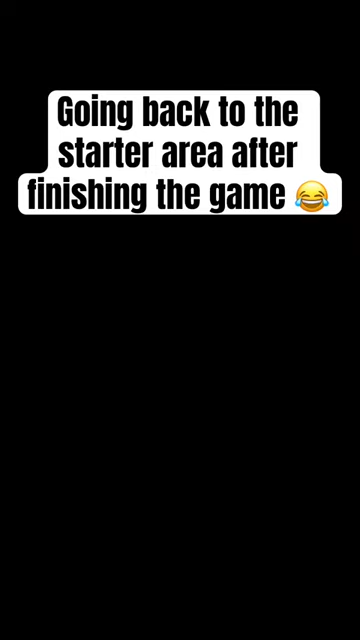 Going back to the
starter area after
finishing the game 😂